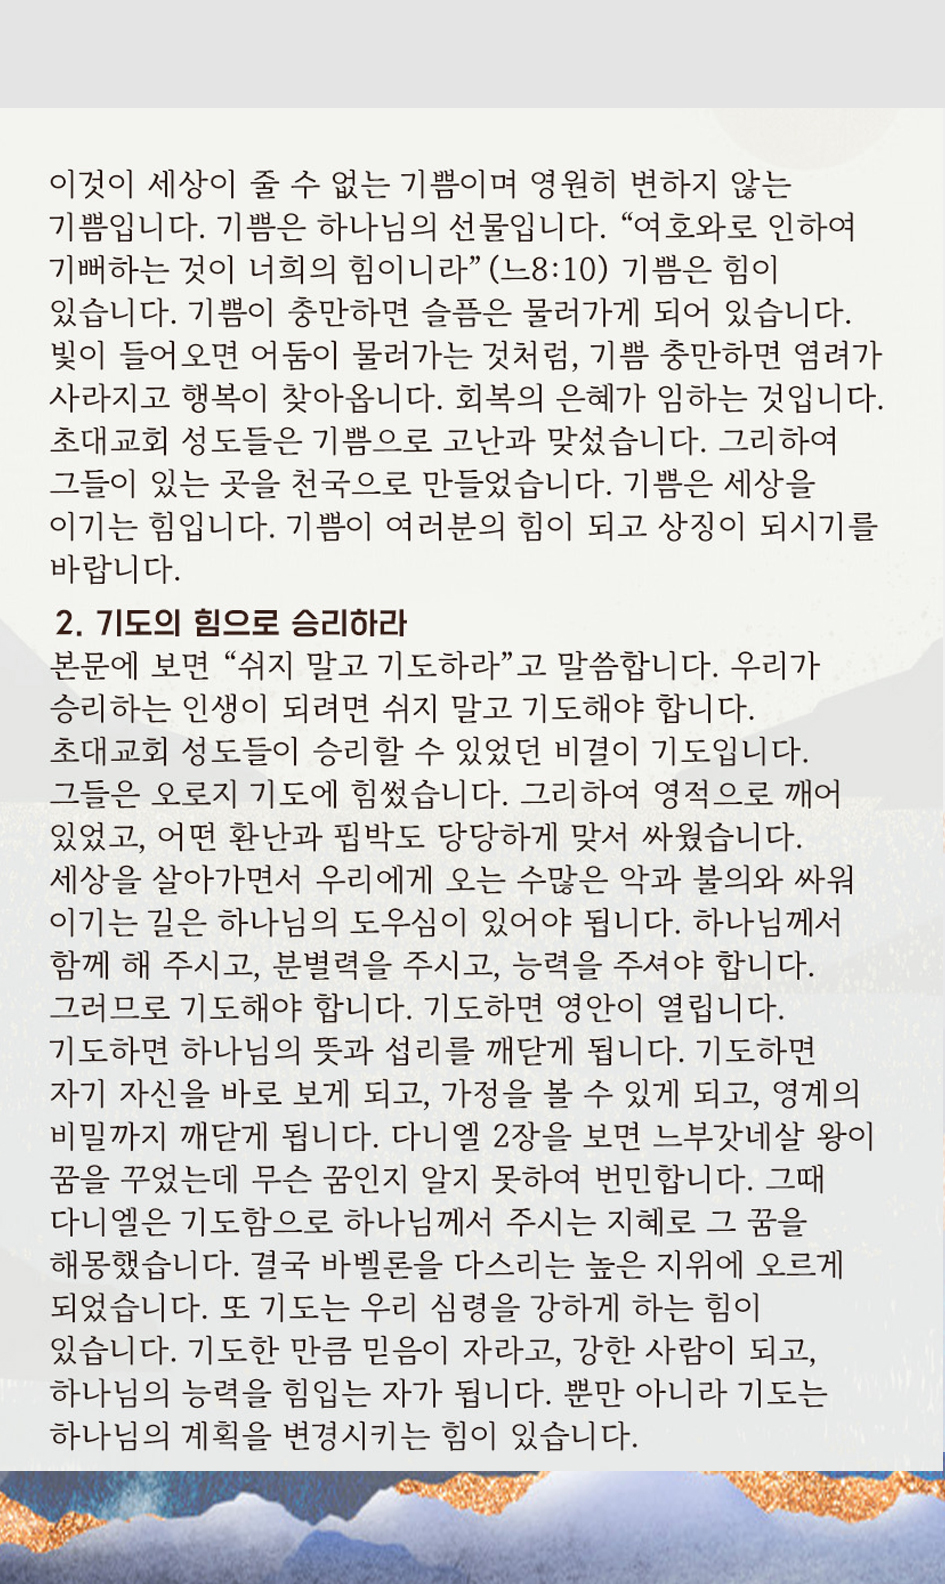 이것이 세상이 줄 수 없는 기쁨이며 영원히 변하지 않는
기쁨입니다. 기쁨은 하나님의 선물입니다. “여호와로 인하여
기뻐하는 것이 너희의 힘이니라”(느8:10) 기쁨은 힘이
있습니다. 기쁨이 충만하면 슬픔은 물러가게 되어 있습니다.
빛이 들어오면 어둠이 물러가는 것처럼, 기쁨 충만하면 염려가
사라지고 행복이 찾아옵니다. 회복의 은혜가 임하는 것입니다.
초대교회 성도들은 기쁨으로 고난과 맞섰습니다. 그리하여
그들이 있는 곳을 천국으로 만들었습니다. 기쁨은 세상을
이기는 힘입니다. 기쁨이 여러분의 힘이 되고 상징이 되시기를
바랍니다.
2. 기도의 힘으로 승리하라
본문에 보면 “쉬지 말고 기도하라”고 말씀합니다. 우리가
승리하는 인생이 되려면 쉬지 말고 기도해야 합니다.
초대교회 성도들이 승리할 수 있었던 비결이 기도입니다.
그들은 오로지 기도에 힘썼습니다. 그리하여 영적으로 깨어
있었고, 어떤 환난과 핍박도 당당하게 맞서 싸웠습니다.
세상을 살아가면서 우리에게 오는 수많은 악과 불의와 싸워
이기는 길은 하나님의 도우심이 있어야 됩니다. 하나님께서
함께 해 주시고, 분별력을 주시고, 능력을 주셔야 합니다.
그러므로 기도해야 합니다. 기도하면 영안이 열립니다.
기도하면 하나님의 뜻과 섭리를 깨닫게 됩니다. 기도하면
자기 자신을 바로 보게 되고, 가정을 볼 수 있게 되고, 영계의
비밀까지 깨닫게 됩니다. 다니엘 2장을 보면 느부갓네살 왕이
꿈을 꾸었는데 무슨 꿈인지 알지 못하여 번민합니다. 그때
다니엘은 기도함으로 하나님께서 주시는 지혜로 그 꿈을
해몽했습니다. 결국 바벨론을 다스리는 높은 지위에 오르게
되었습니다. 또 기도는 우리 심령을 강하게 하는 힘이
있습니다. 기도한 만큼 믿음이 자라고, 강한 사람이 되고,
하나님의 능력을 힘입는 자가 됩니다. 뿐만 아니라 기도는
하나님의 계획을 변경시키는 힘이 있습니다.